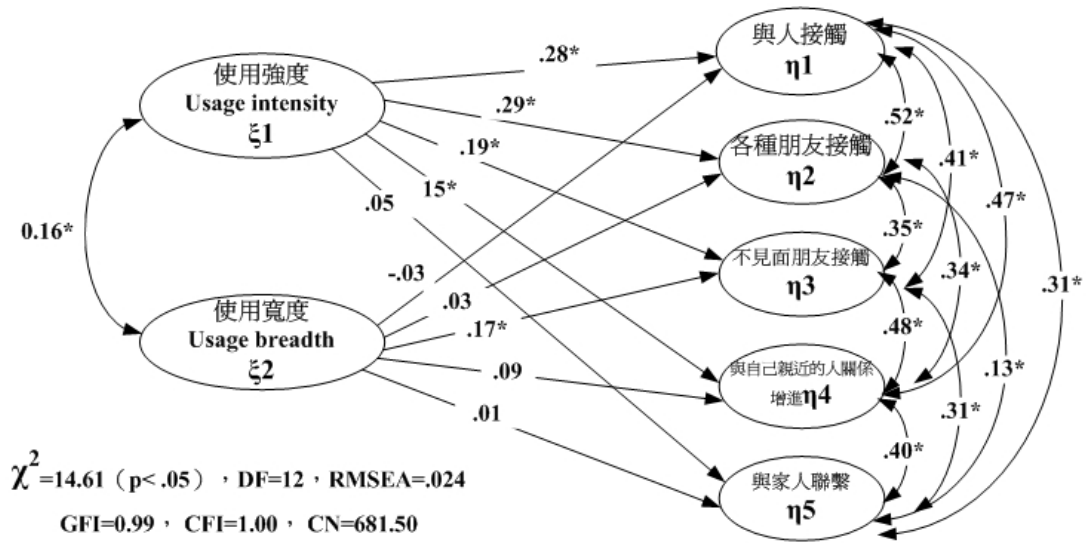 使用強度
Usage intensity
ξ1
使用寬度
Usage breadth
ξ2
0.16*
.28*
.29*
.19*
15*
.05
-.03
.03
.17*
.09
.01
與人接觸
η1
各種朋友接觸
η2
不見面朋友接觸
η3
與自己親近的人關係
增進η4
與家人聯繫
η5
.52*
.41*
.47*
.35*
.34*
.31*
.48*
.13*
.31*
.40*
χ²=14.61（p< .05），DF=12，RMSEA=.024
GFI=0.99， CFI=1.00， CN=681.50